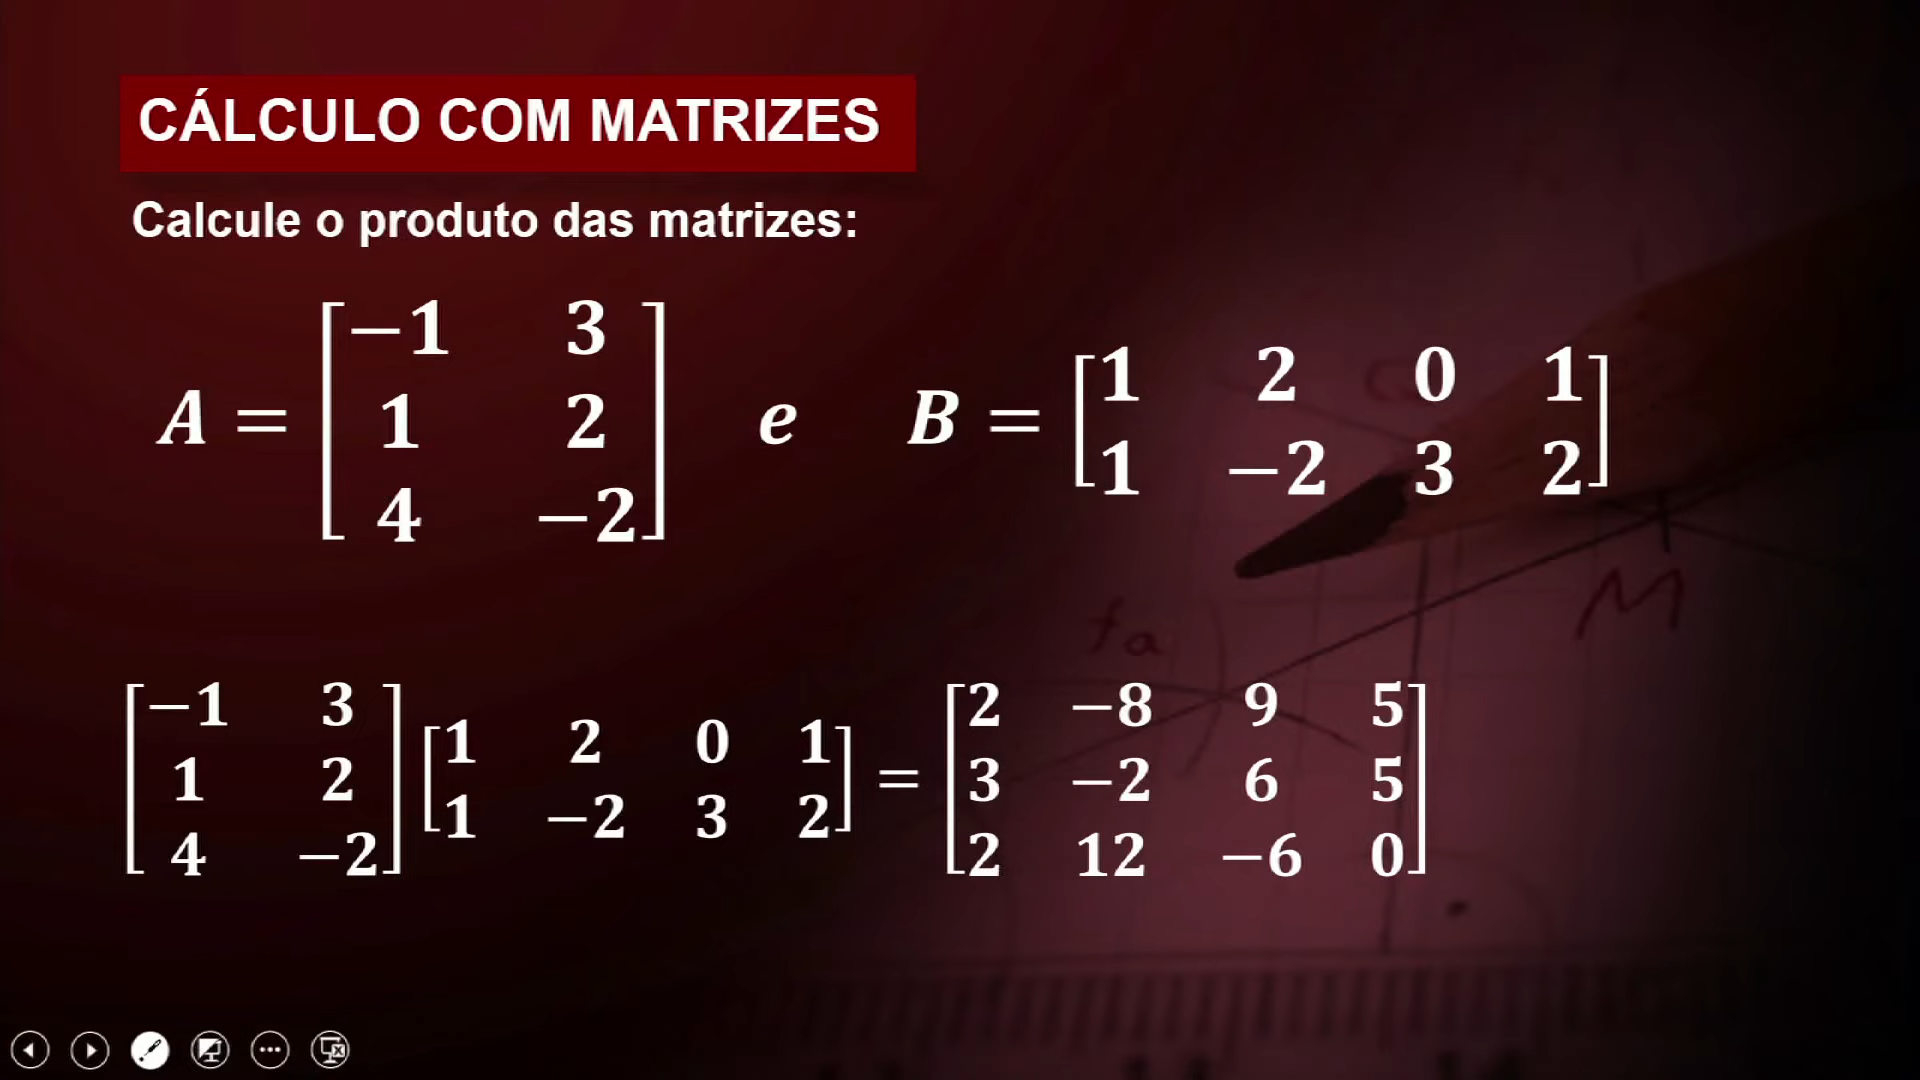 CÁLCULO COM MATRIZES
Calcule o produto das matrizes:
A = [−1 3
1 2
4 −2] e B = [1 2 0 1
1 −2 3 2]
fa
M
[−1 3
1 2
4 −2] [1 2 0 1
1 −2 3 2] = [2 −8 9 5
3 −2 6 5
2 12 −6 0]